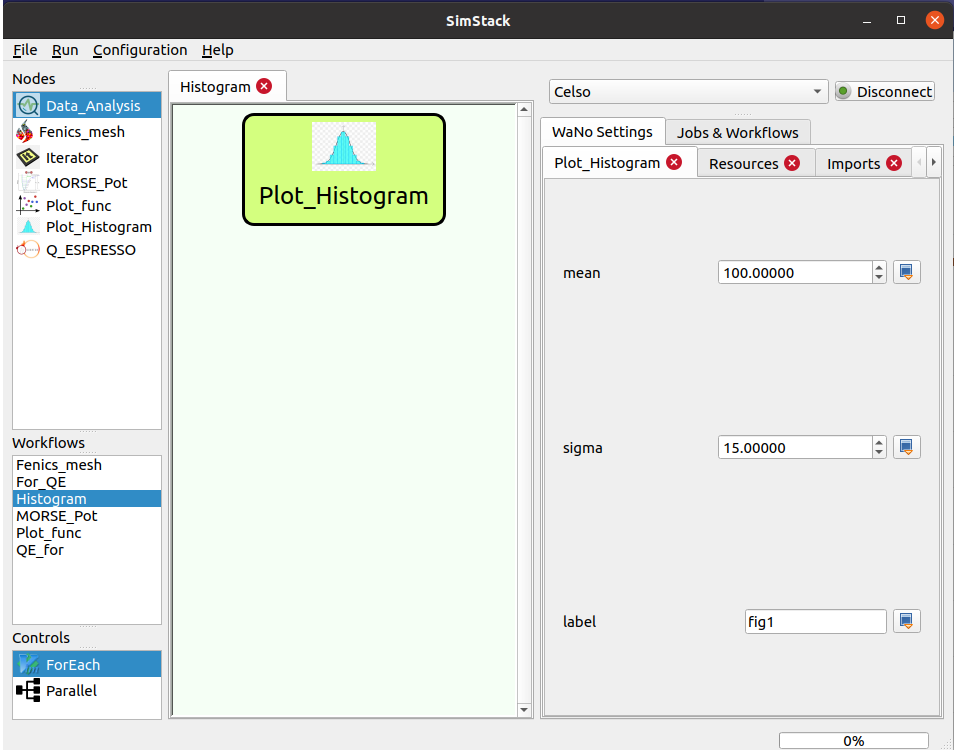 SimStack
File Run Configuration Help
Nodes
Data_Analysis
Fenics_mesh
Iterator
MORSE_Pot
Plot_func
Plot_Histogram
Q_ESPRESSO
Workflows
Fenics_mesh
For_QE
Histogram
MORSE_Pot
Plot_func
QE_for
Controls
ForEach
Parallel
Histogram
Plot_Histogram
Celso
Disconnect
WaNo Settings
Jobs & Workflows
Plot_Histogram
Resources
Imports
mean
100.00000
sigma
15.00000
label
fig1
0%